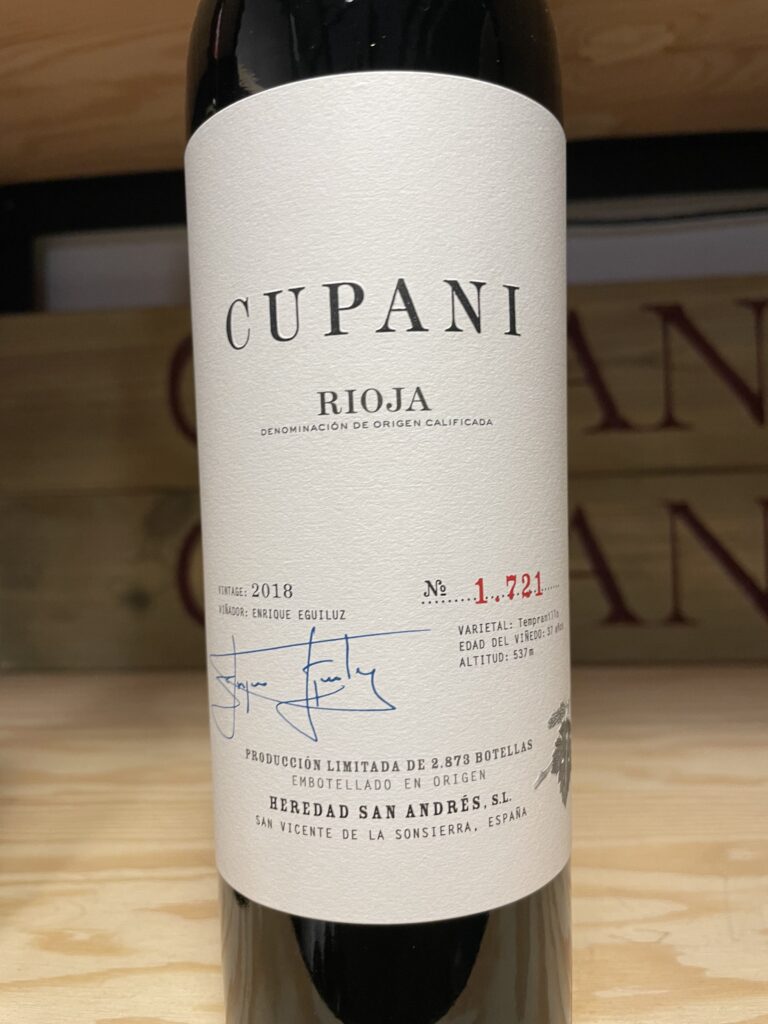 CUPANI
RIOJA
DENOMINACIÓN DE ORIGEN CALIFICADA
VINTAGE: 2018
VIÑADOR: ENRIQUE EGUILUZ
Nº 1.721
VARIETAL: Tempranillo
EDAD DEL VIÑEDO: 37 años
ALTITUD: 537m
PRODUCCIÓN LIMITADA DE 2.873 BOTELLAS
EMBOTELLADO EN ORIGEN
HEREDAD SAN ANDRÉS, S.L.
SAN VICENTE DE LA SONSIERRA, ESPAÑA